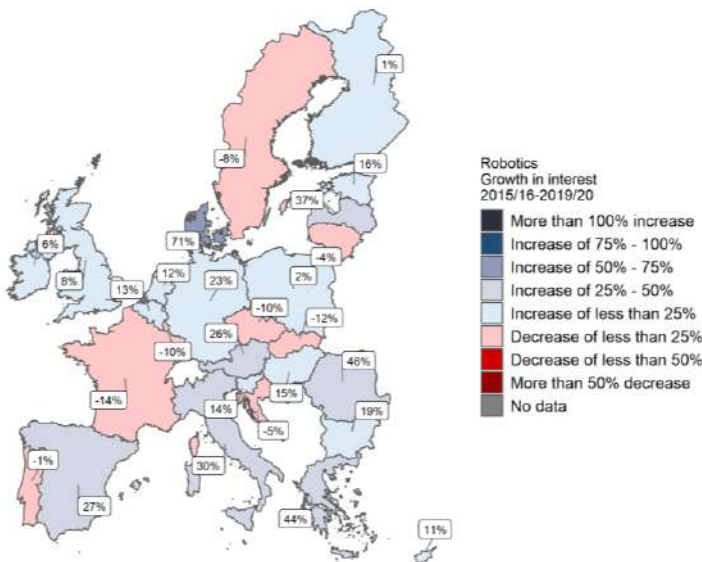 1%
-8%
16%
37%
6%
71%
-4%
12%
23%
2%
8%
13%
-10%
-12%
26%
-10%
46%
15%
-14%
14%
19%
-5%
-1%
30%
27%
44%
11%
Robotics
Growth in interest
2015/16-2019/20
More than 100% increase
Increase of 75% - 100%
Increase of 50% - 75%
Increase of 25% - 50%
Increase of less than 25%
Decrease of less than 25%
Decrease of less than 50%
More than 50% decrease
No data